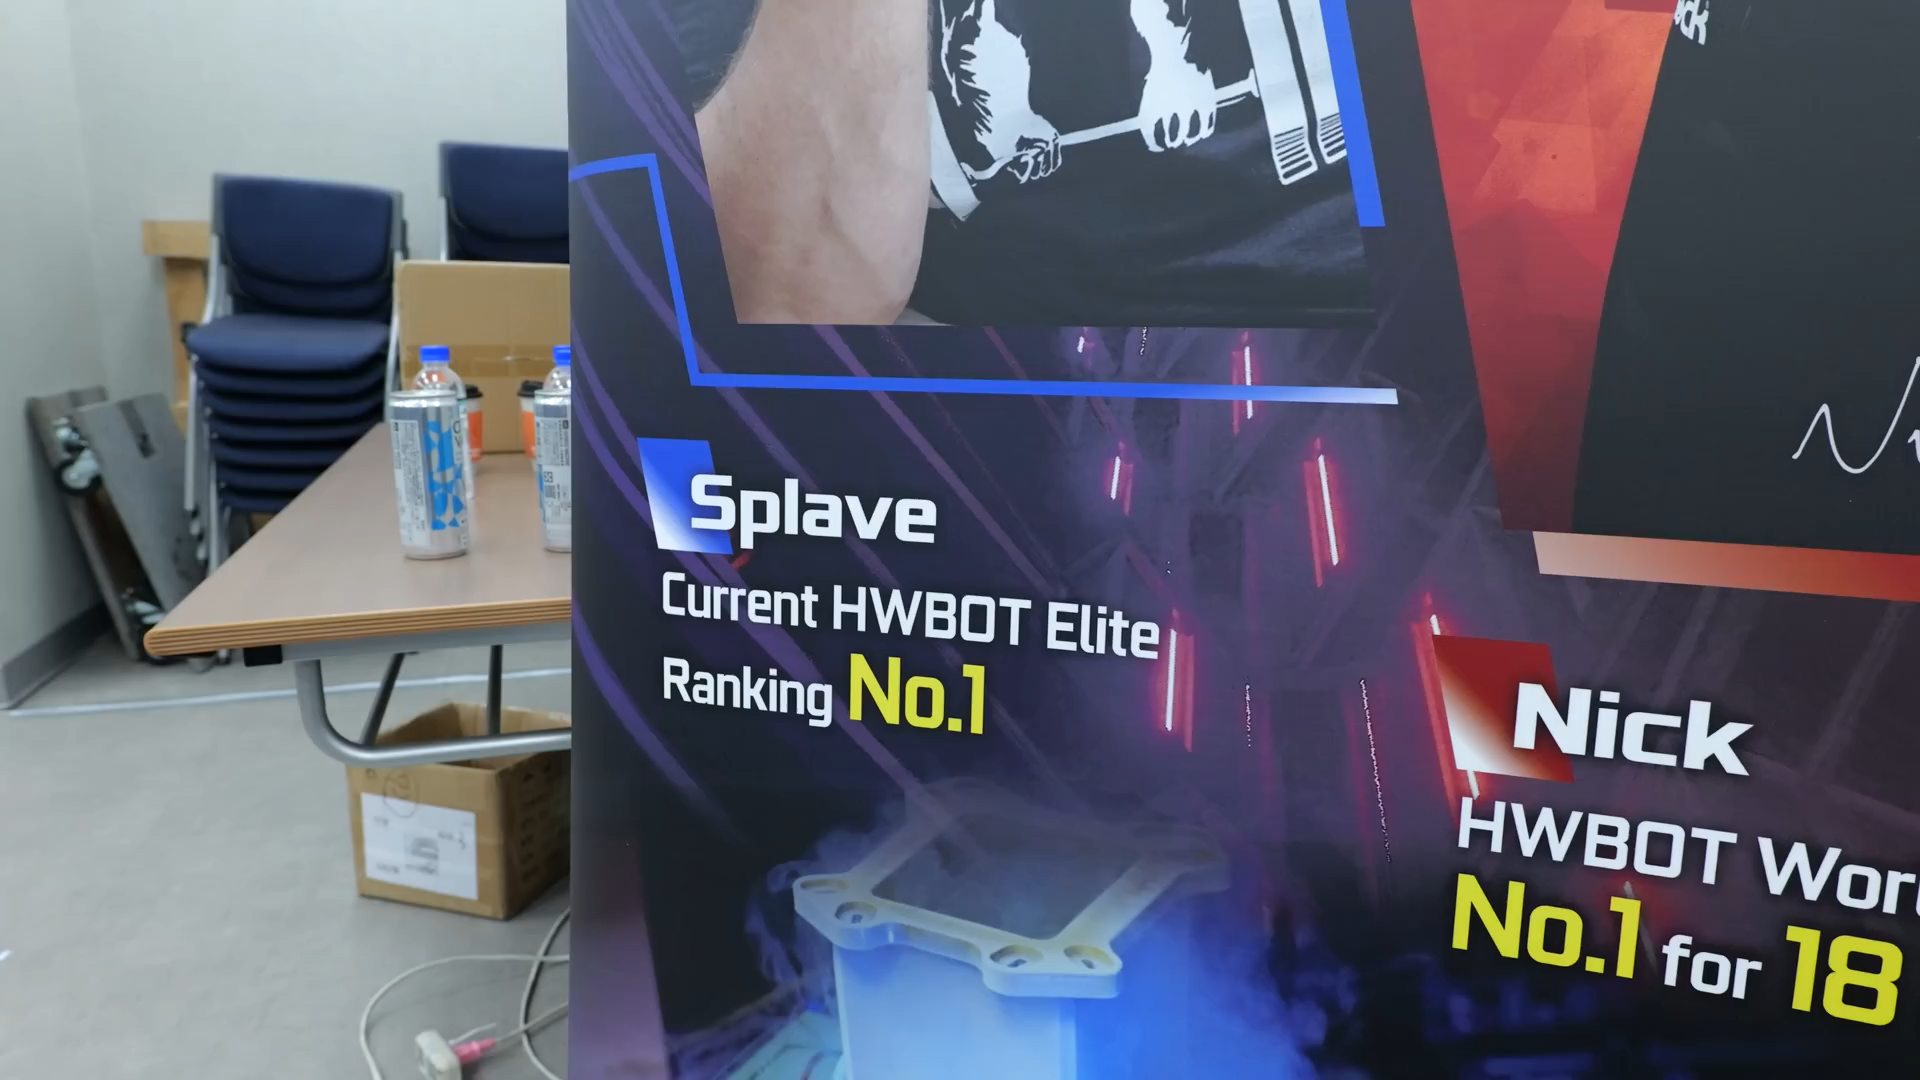 Splave
Current HWBOT Elite
Ranking No.1
Nick
HWBOT Wor
No.1 for 18